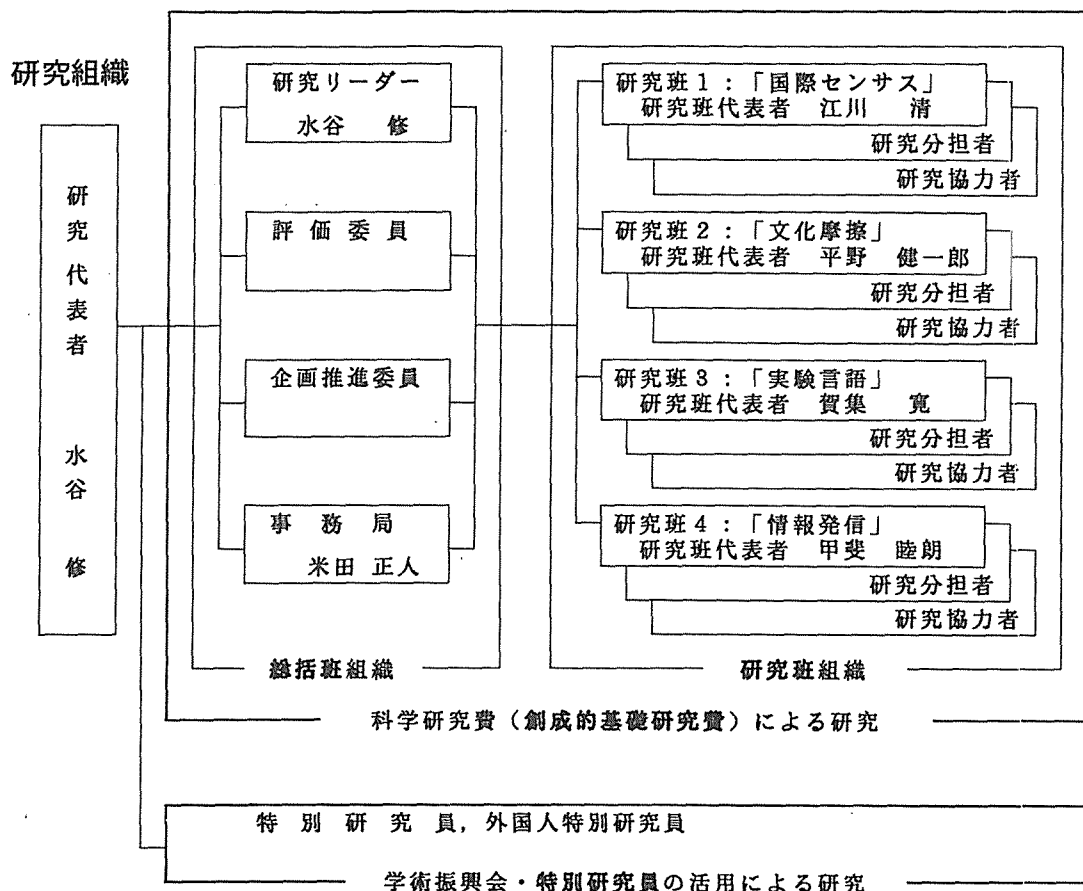 研究組織
研究代表者 水谷 修
研究リーダー
水谷 修
評価委員
企画推進委員
事務局
米田 正人
総括班組織
研究班1:「国際センサス」
研究班代表者 江川 清
研究分担者
研究協力者
研究班2:「文化摩擦」
研究班代表者 平野 健一郎
研究分担者
研究協力者
研究班3:「実験言語」
研究班代表者 賀集 寛
研究分担者
研究協力者
研究班4:「情報発信」
研究班代表者 甲斐 睦朗
研究分担者
研究協力者
研究班組織
科学研究費(創成的基礎研究費)による研究
特別研究員,外国人特別研究員
学術振興会・特別研究員の活用による研究